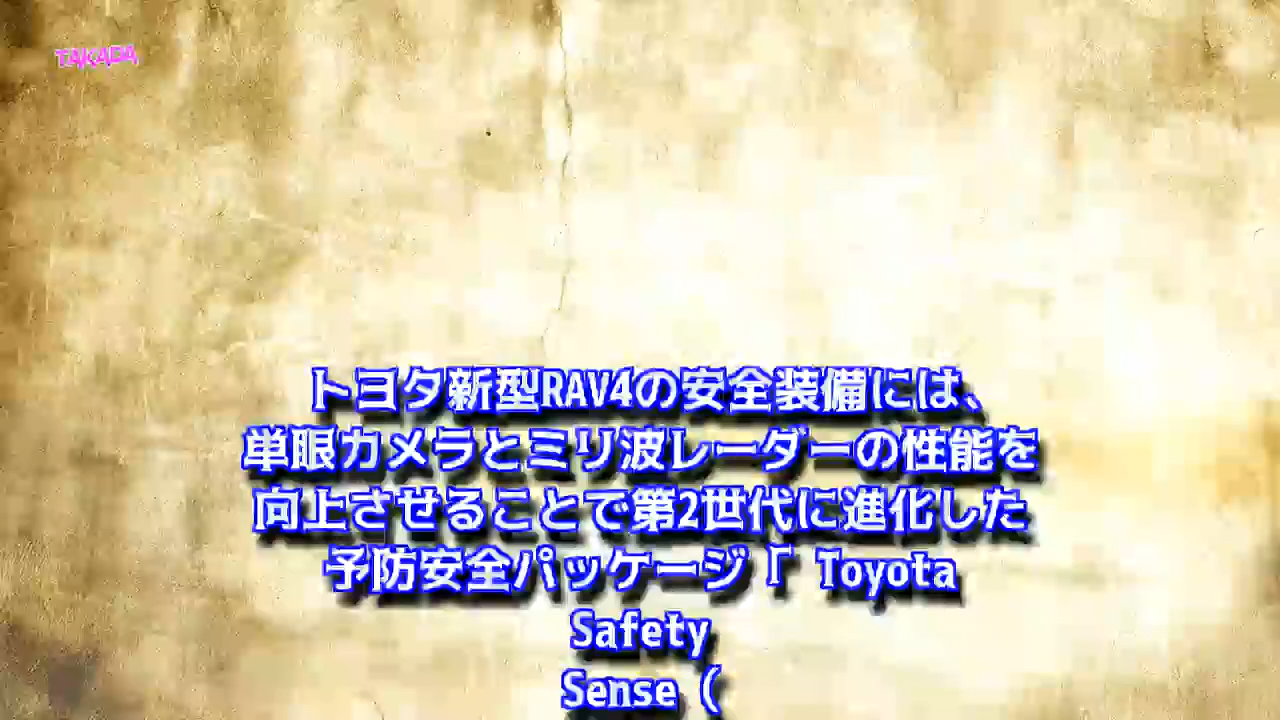 TAKADA
トヨタ新型RAV4の安全装備には、
単眼カメラとミリ波レーダーの性能を
向上させることで第2世代に進化した
予防安全パッケージ「 Toyota
Safety
Sense（